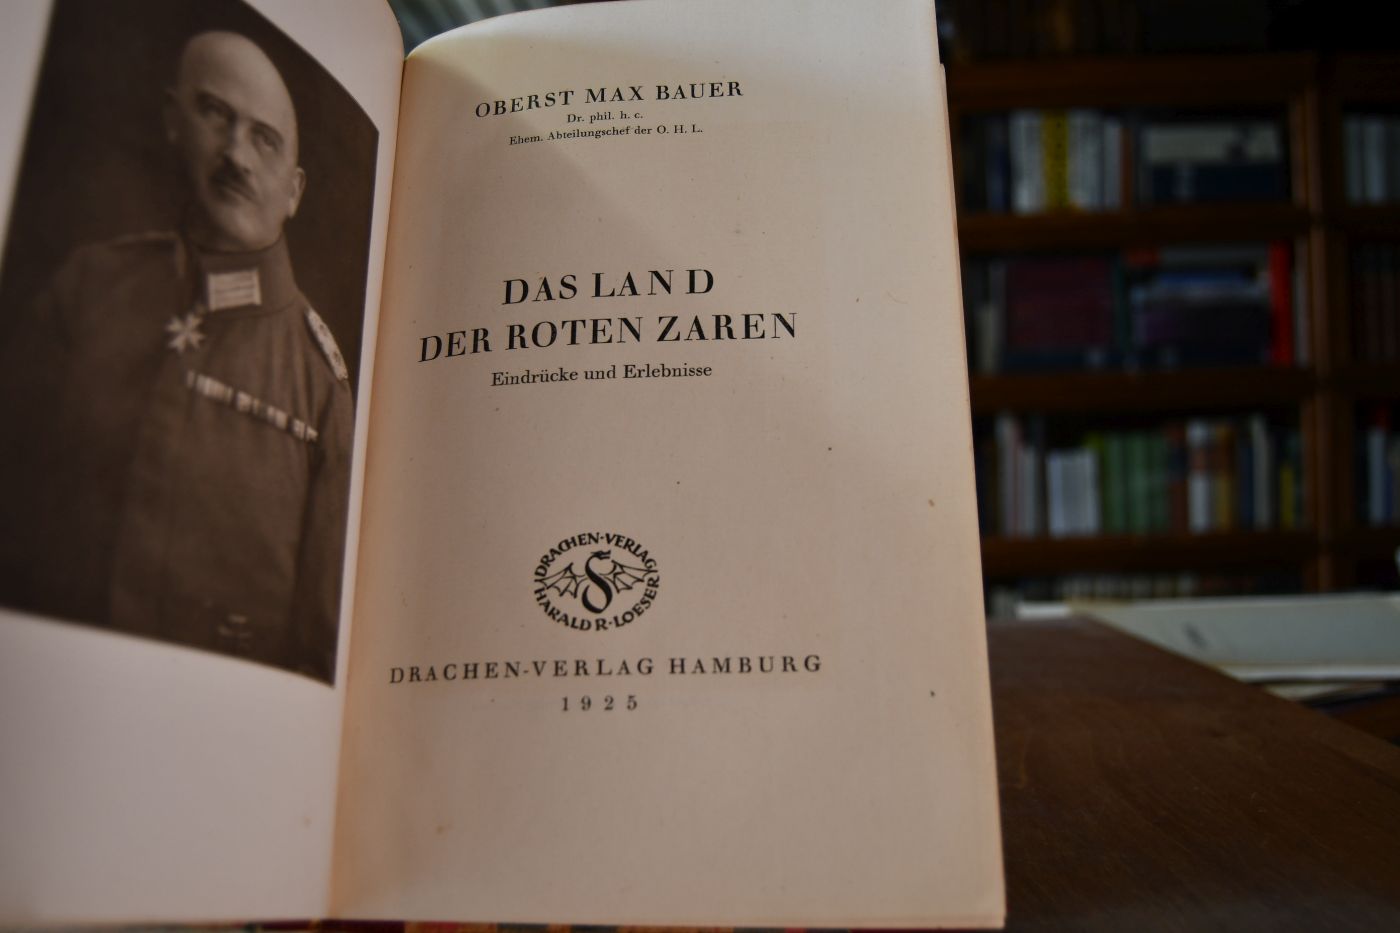 OBERST MAX BAUER
Dr. phil. h. c.
Ehem. Abteilungschef der O. H. L.
DAS LAND
DER ROTEN ZAREN
Eindrücke und Erlebnisse
DRACHEN-VERLAG
HARALD R. LOESER
DRACHEN-VERLAG HAMBURG
1925